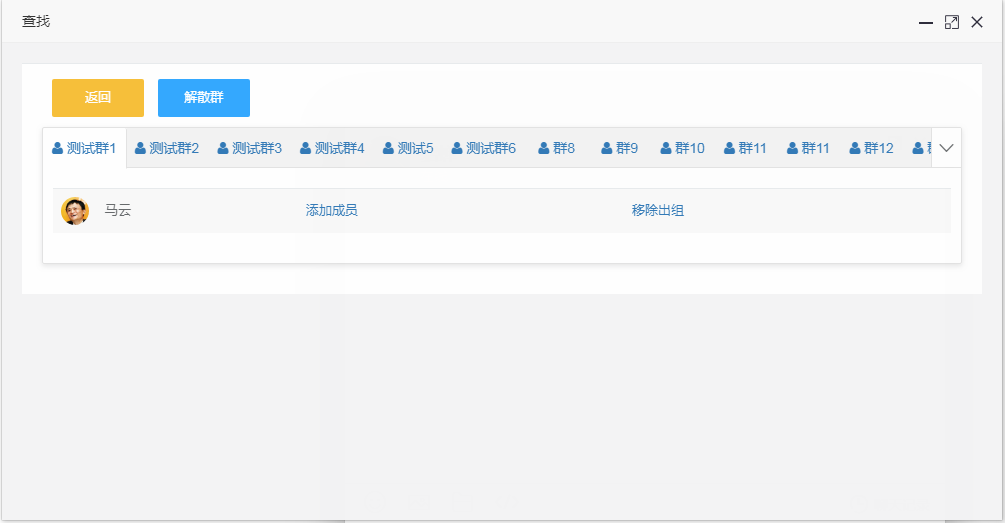 查找
返回 解散群
测试群1 测试群2 测试群3 测试群4 测试5 测试群6 群8 群9 群10 群11 群11 群12
马云 添加成员 移除出组